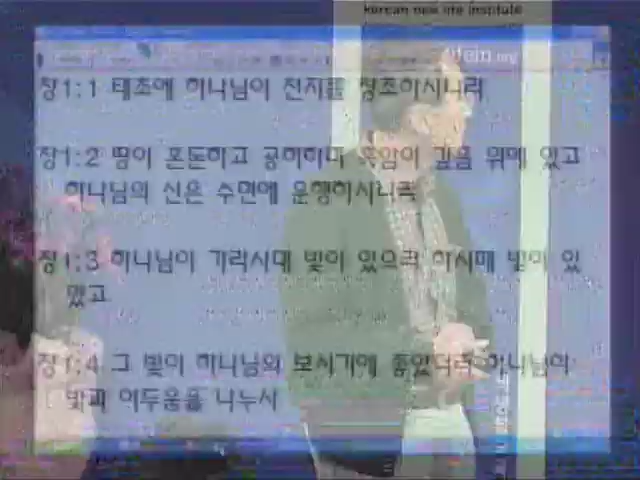 korean new life institute
창1:1 태초에 하나님이 천지를 창조하시니라
창1:2 땅이 혼돈하고 공허하며 흑암이 깊음 위에 있고
하나님의 신은 수면에 운행하시니라
창1:3 하나님이 가라사대 빛이 있으라 하시매 빛이 있
었고
창1:4 그 빛이 하나님의 보시기에 좋았더라 하나님이
빛과 어두움을 나누사